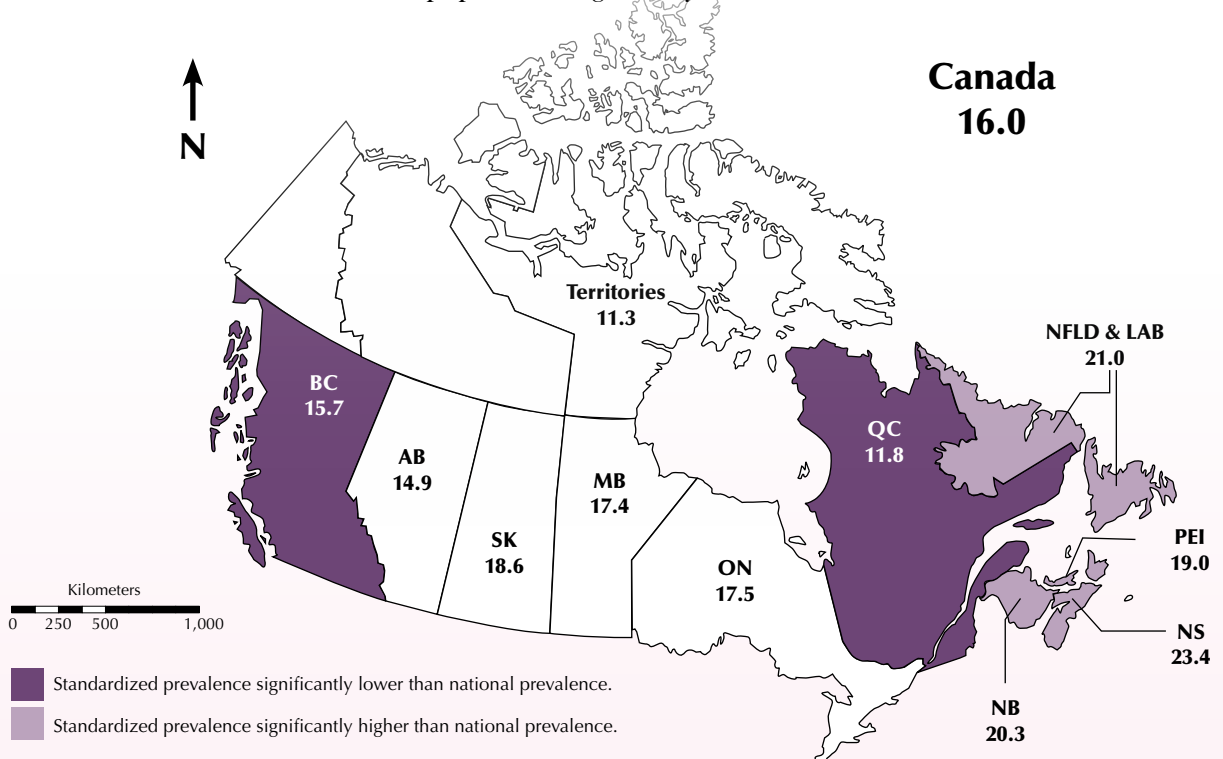 Canada
16.0
N
Territories
11.3
NFLD & LAB
21.0
BC
15.7
QC
11.8
AB
14.9
MB
17.4
SK
18.6
ON
17.5
PEI
19.0
NS
23.4
NB
20.3
Kilometers
0 250 500 1,000
Standardized prevalence significantly lower than national prevalence.
Standardized prevalence significantly higher than national prevalence.